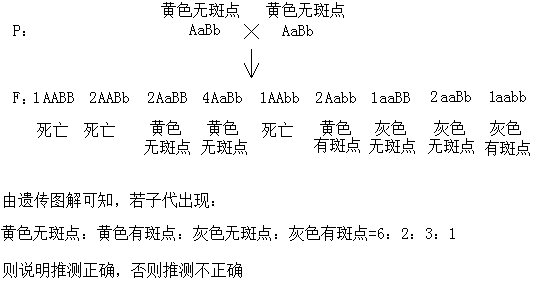 黄色无斑点 黄色无斑点
P: AaBb × AaBb
F: 1AABB 2AABb 2AaBB 4AaBb 1AAbb 2Aabb 1aaBB 2aaBb 1aabb
死亡 死亡 黄色 黄色 死亡 黄色 灰色 灰色 灰色
无斑点 无斑点 有斑点 无斑点 无斑点 有斑点
由遗传图解可知，若子代出现：
黄色无斑点：黄色有斑点：灰色无斑点：灰色有斑点=6：2：3：1
则说明推测正确，否则推测不正确